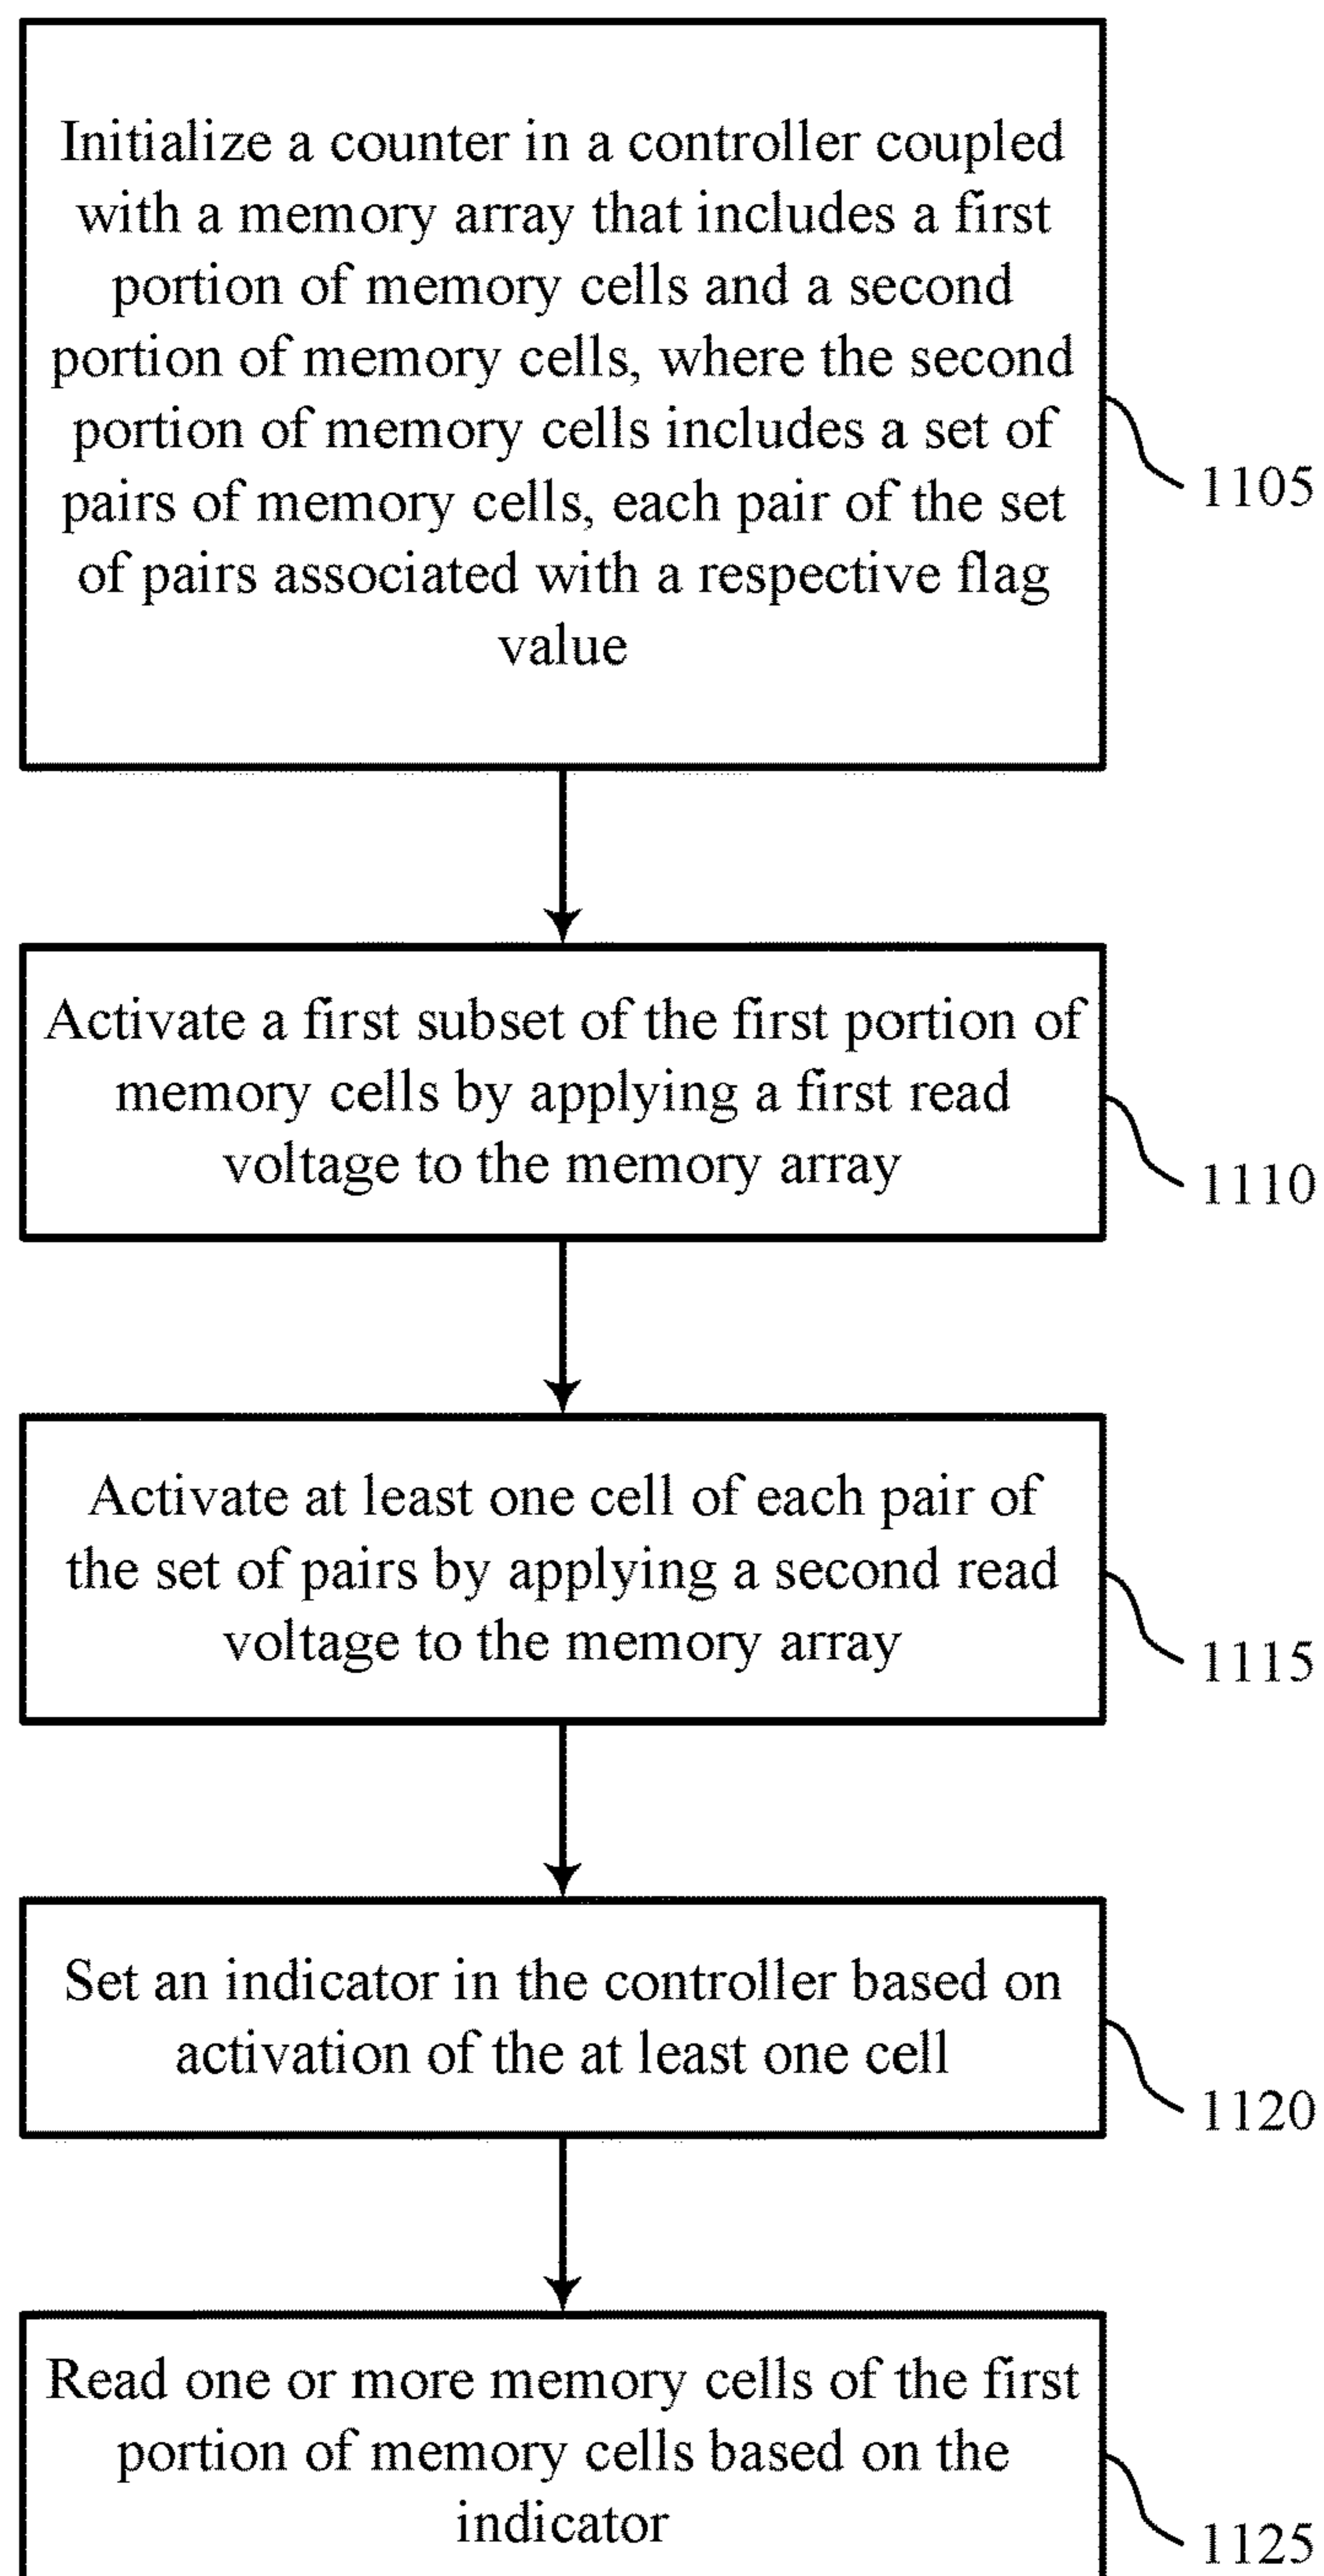 Initialize a counter in a controller coupled
with a memory array that includes a first
portion of memory cells and a second
portion of memory cells, where the second
portion of memory cells includes a set of
pairs of memory cells, each pair of the set
of pairs associated with a respective flag
value
1105
Activate a first subset of the first portion of
memory cells by applying a first read
voltage to the memory array
1110
Activate at least one cell of each pair of
the set of pairs by applying a second read
voltage to the memory array
1115
Set an indicator in the controller based on
activation of the at least one cell
1120
Read one or more memory cells of the first
portion of memory cells based on the
indicator
1125